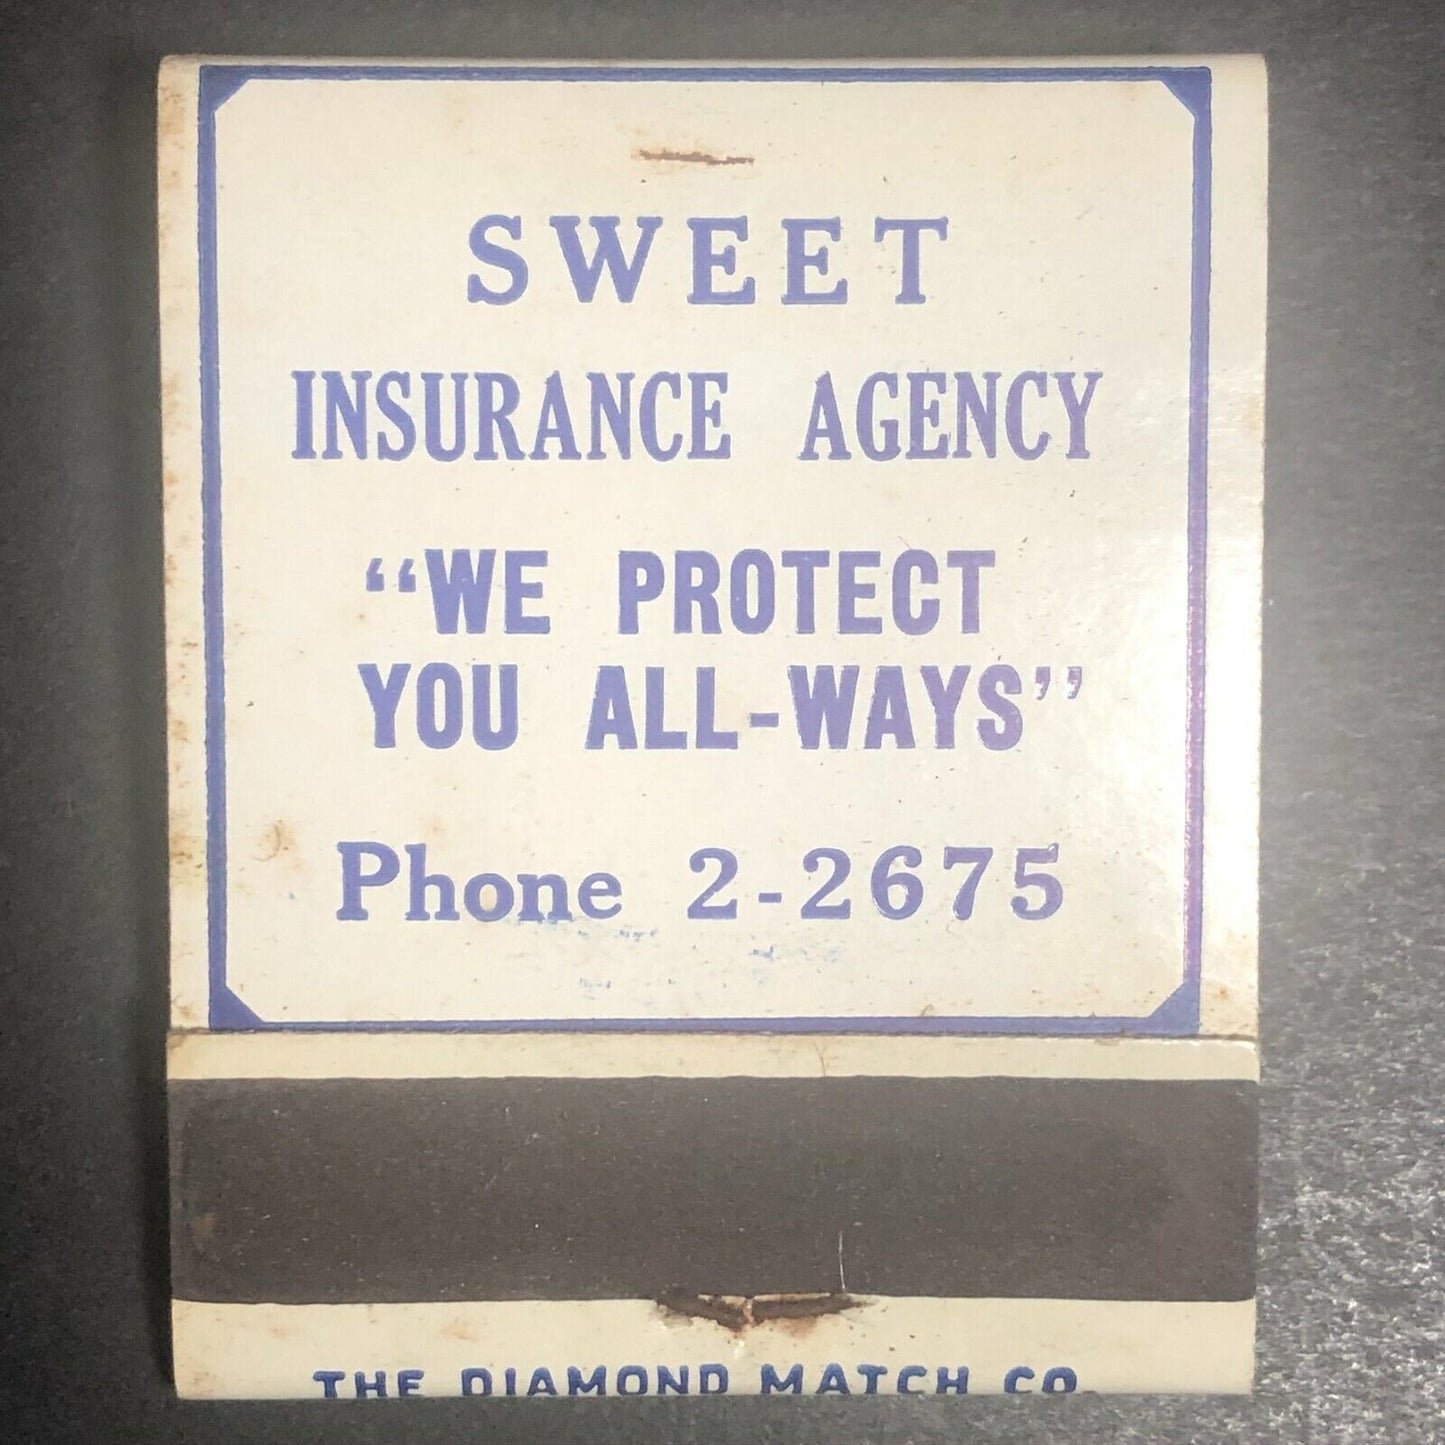 SWEET
INSURANCE AGENCY
“WE PROTECT
YOU ALL-WAYS”
Phone 2-2675
THE DIAMOND MATCH CO.